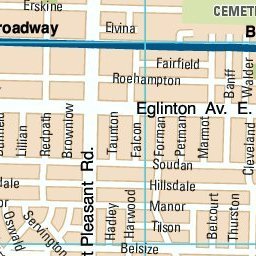 CEMETE
Erskine
Elvina
roadway
B
Fairfield
Roehampton
Banff
Walder
Eglinton Av. E.
Lillian
Redpath
Brownlow
t Pleasant Rd.
Taunton
Falcon
Forman
Petman
Marmot
Cleveland
Soudan
dale
Hillsdale
Oswald
Servington
Hadley
Harwood
Manor
Tilson
Belcourt
Thurston
Belsize